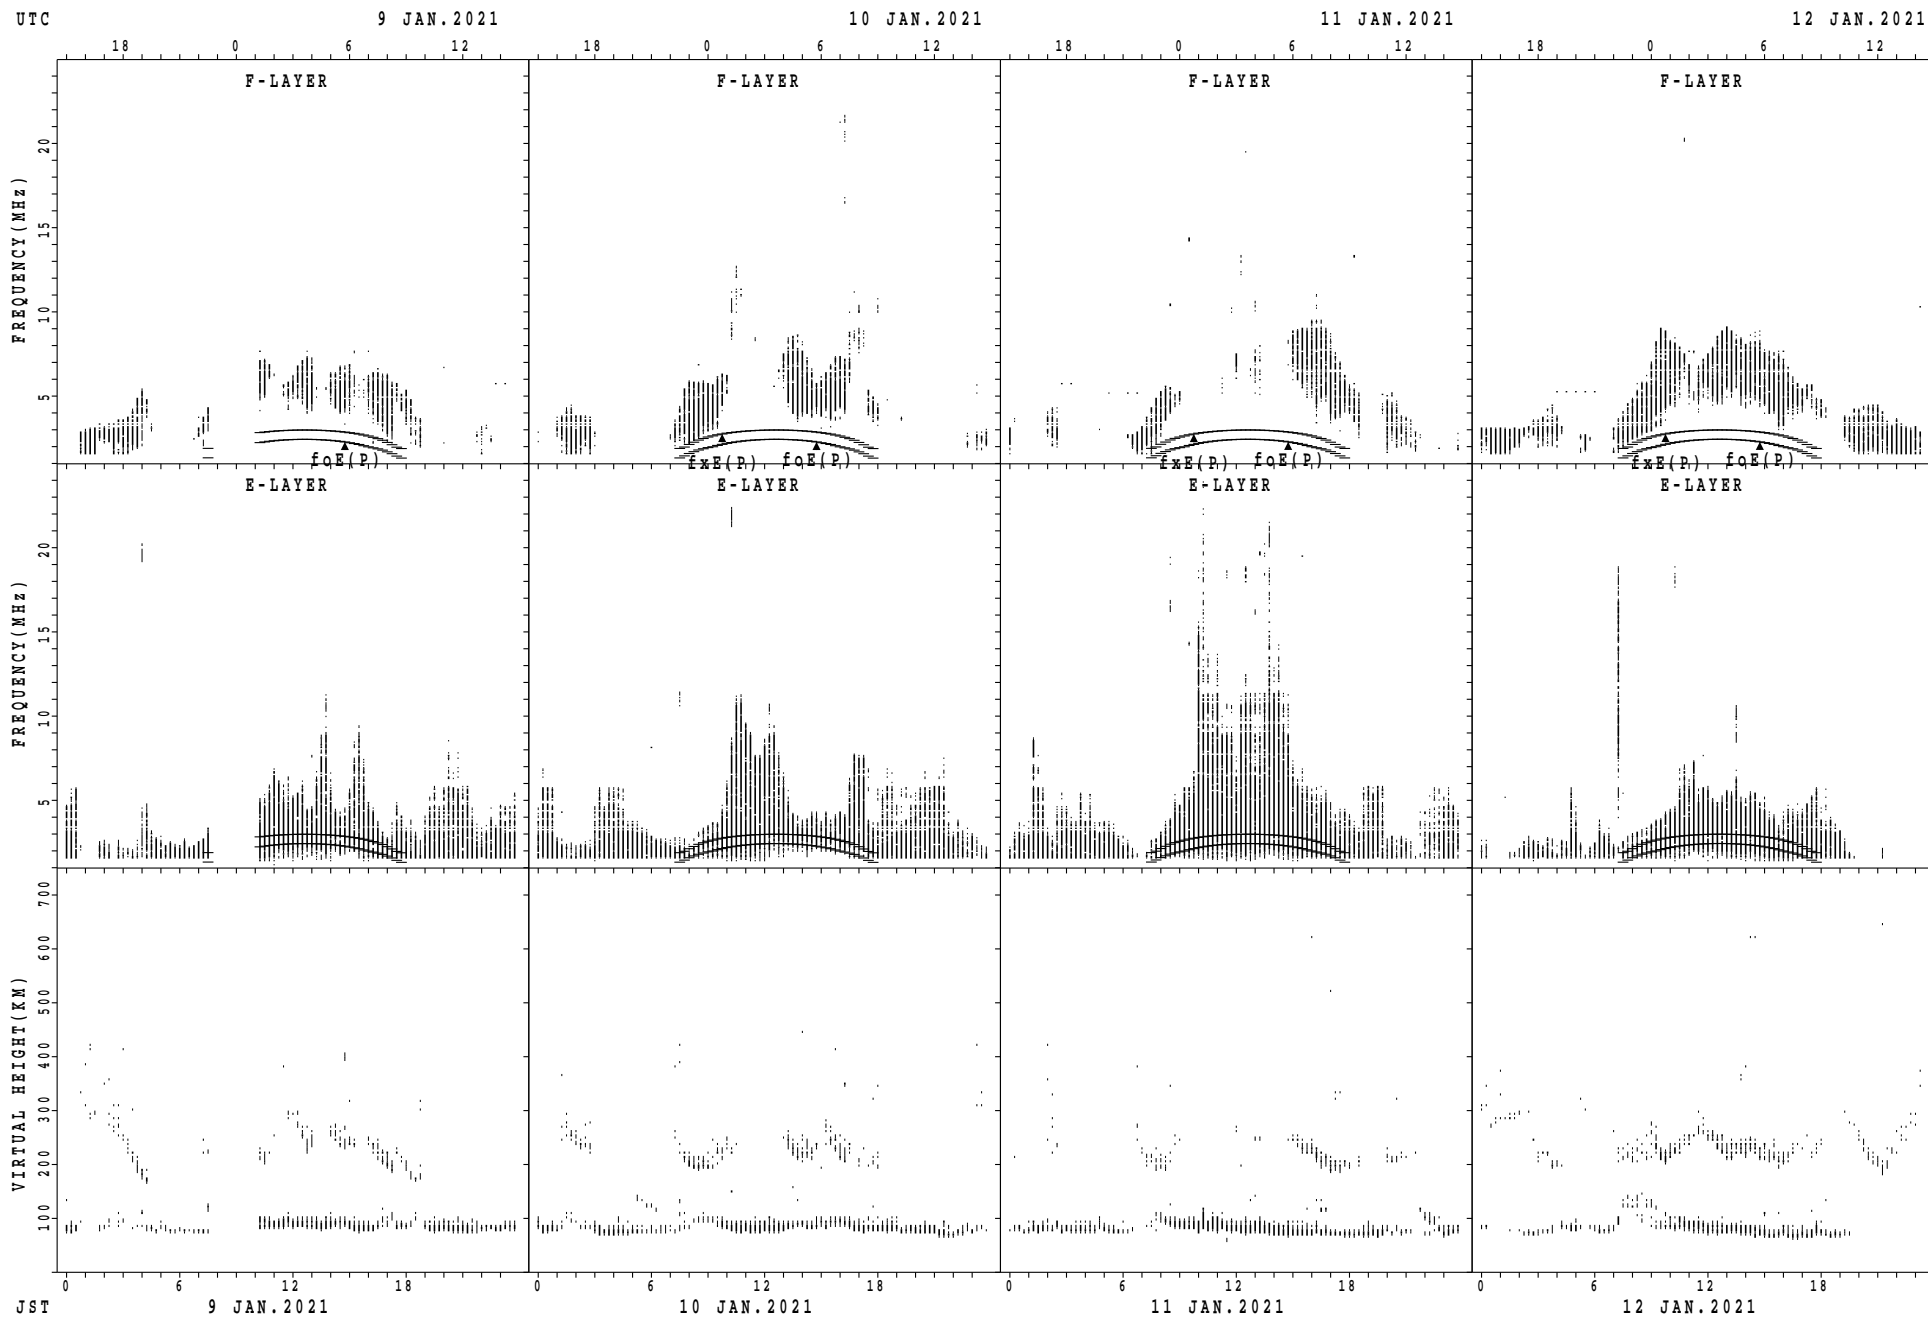 UTC 9 JAN.2021 10 JAN.2021 11 JAN.2021 12 JAN.2021
18 0 6 12 18 0 6 12 18 0 6 12 18 0 6 12
F-LAYER F-LAYER F-LAYER F-LAYER
FREQUENCY(MHz)
20
15
10
5
foE(P) fxE(P) foE(P) fxE(P) foE(P) fxE(P) foE(P)
E-LAYER E-LAYER E-LAYER E-LAYER
FREQUENCY(MHz)
20
15
10
5
VIRTUAL HEIGHT(KM)
700
600
500
400
300
200
100
0 6 12 18 0 6 12 18 0 6 12 18 0 6 12 18
JST 9 JAN.2021 10 JAN.2021 11 JAN.2021 12 JAN.2021